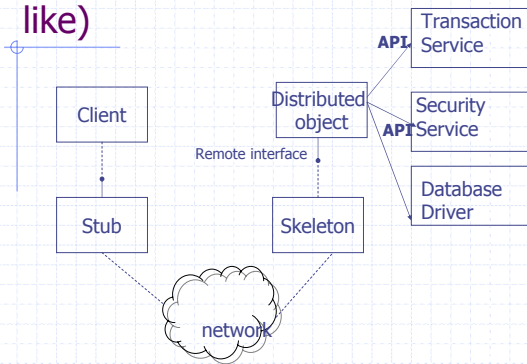 like)
Transaction
Service
API
Client
Distributed
object
Security
Service
API
Remote interface
Database
Driver
Stub
Skeleton
network